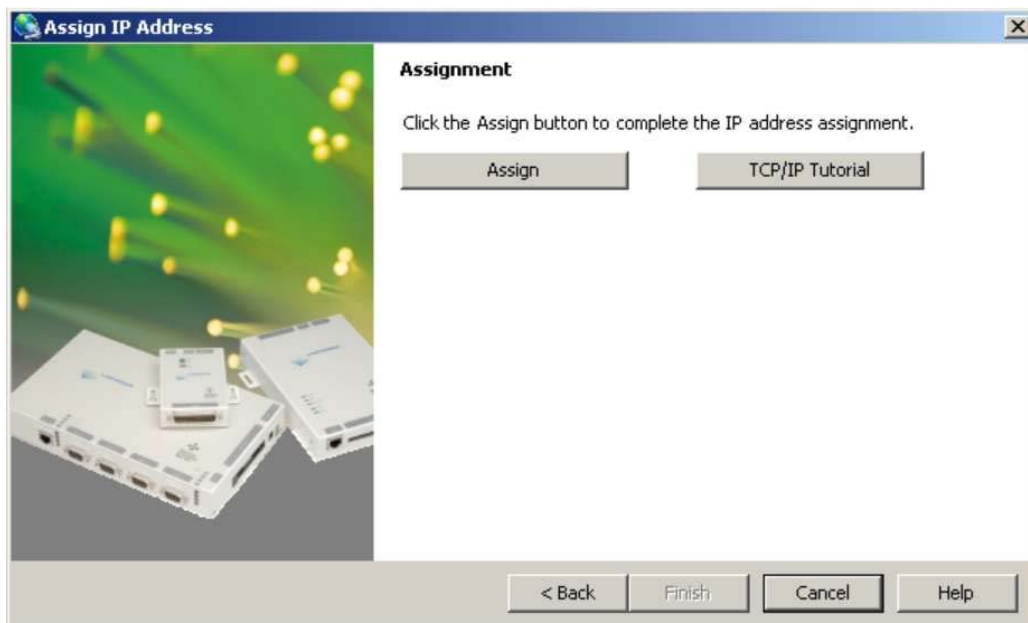 Assign IP Address
Assignment
Click the Assign button to complete the IP address assignment.
Assign
TCP/IP Tutorial
< Back
Finish
Cancel
Help